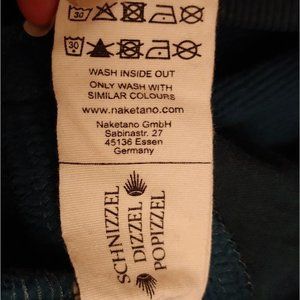 30
30
WASH INSIDE OUT
ONLY WASH WITH
SIMILAR COLOURS
www.naketano.com
Naketano GmbH
Sabinastr. 27
45136 Essen
Germany
SCHNIZZEL
DIZZEL
POPIZZEL